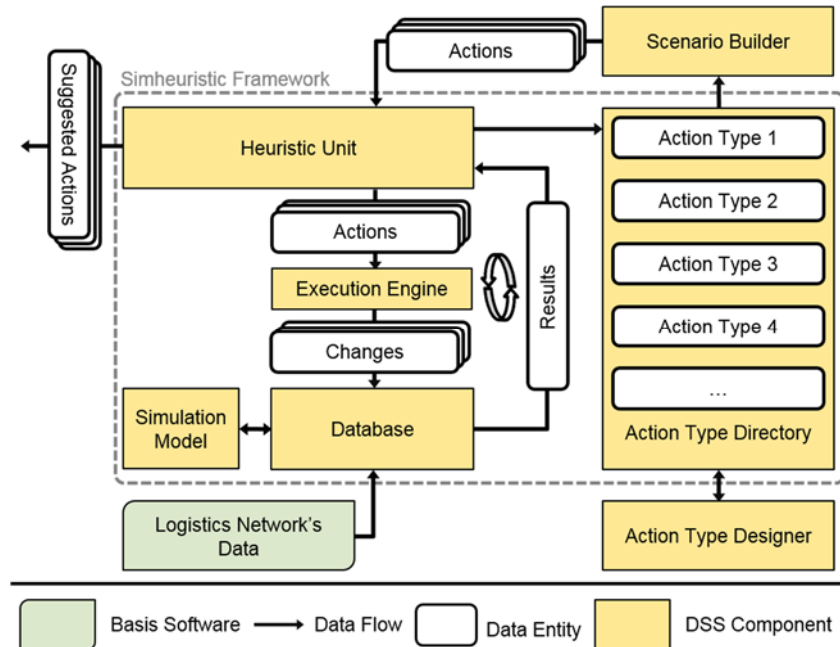 Actions
Scenario Builder
Simheuristic Framework
Suggested Actions
Heuristic Unit
Action Type 1
Action Type 2
Actions
Action Type 3
Execution Engine
Results
Action Type 4
Changes
...
Simulation
Model
Database
Action Type Directory
Logistics Network's
Data
Action Type Designer
Basis Software
Data Flow
Data Entity
DSS Component